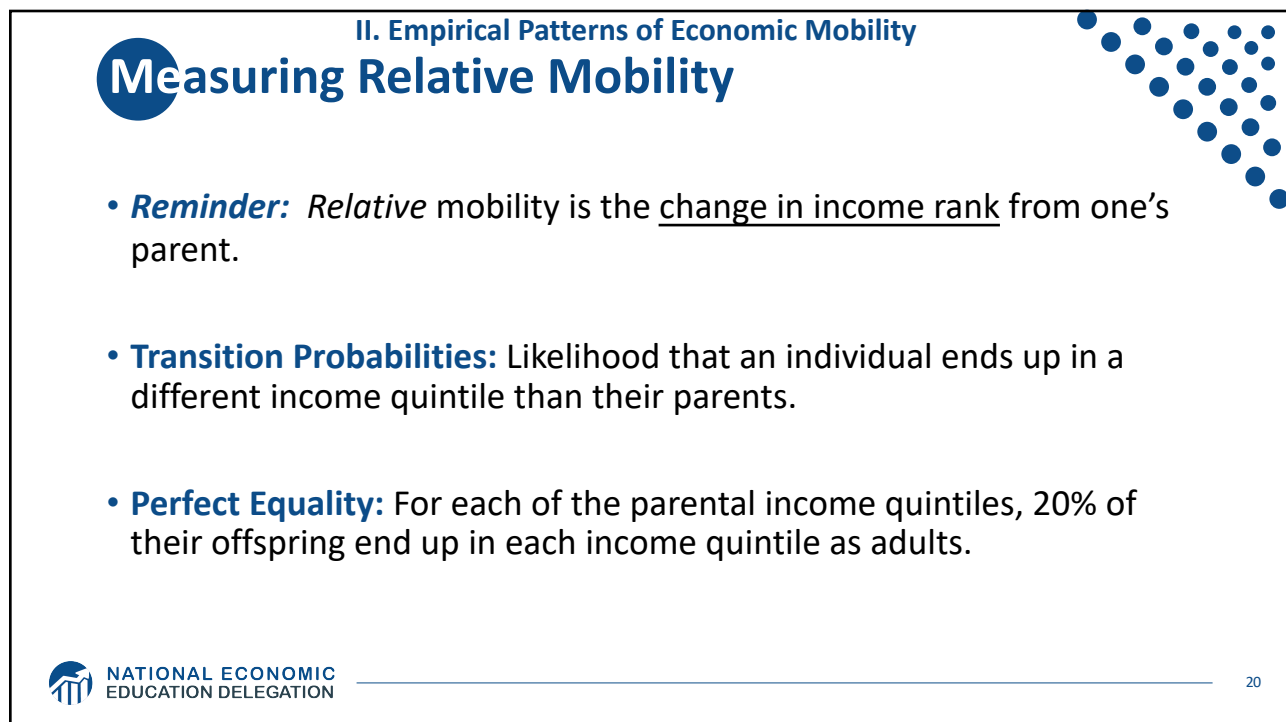 II. Empirical Patterns of Economic Mobility
Measuring Relative Mobility
• Reminder: Relative mobility is the change in income rank from one’s
parent.
• Transition Probabilities: Likelihood that an individual ends up in a
different income quintile than their parents.
• Perfect Equality: For each of the parental income quintiles, 20% of
their offspring end up in each income quintile as adults.
NATIONAL ECONOMIC
EDUCATION DELEGATION
20